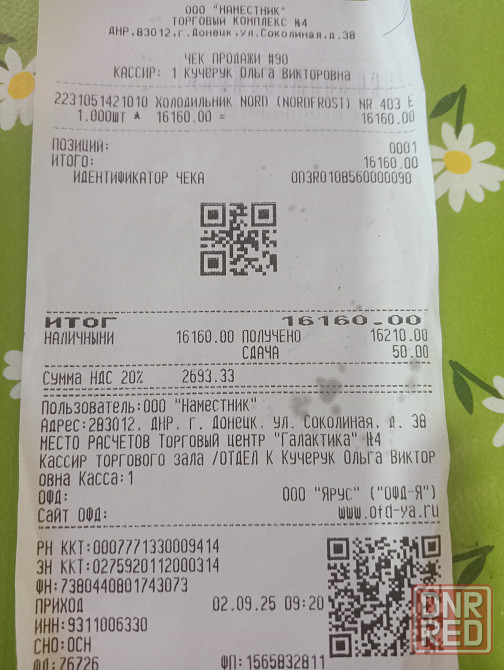 ООО "НАМЕСТНИК"
ТОРГОВЫЙ КОМПЛЕКС №4
ДНР.83012.г.Донецк.ул.Соколиная.д.38
ЧЕК ПРОДАЖИ #90
КАССИР: 1 Кучерук Ольга Викторовна
2231051421010 Холодильник NORD (NORDFROST) NR 403 E
1.000шт * 16160.00 = 16160.00
ПОЗИЦИЙ: 0001
ИТОГО: 16160.00
ИДЕНТИФИКАТОР ЧЕКА 0D3R0108560000090
ИТОГ 16160.00
НАЛИЧНЫМИ 16160.00 ПОЛУЧЕНО 16210.00
СДАЧА 50.00
Сумма НДС 20% 2693.33
Пользователь:ООО "Наместник"
Адрес:283012, ДНР, г. Донецк, ул. Соколиная, д. 38
МЕСТО РАСЧЕТОВ Торговый центр "Галактика" №4
Кассир торгового зала /ОТДЕЛ К Кучерук Ольга Виктор
овна Касса:1
ОФД: ООО "ЯРУС" ("ОФД-Я")
Сайт ОФД: www.ofd-ya.ru
РН ККТ:0007771330009414
ЗН ККТ:0275920112000314
ФН:7380440801743073
ПРИХОД 02.09.25 09:20
ИНН:9311006330
СНО:ОСН
ФД:76726 ФП:1565832811
DNR
RED